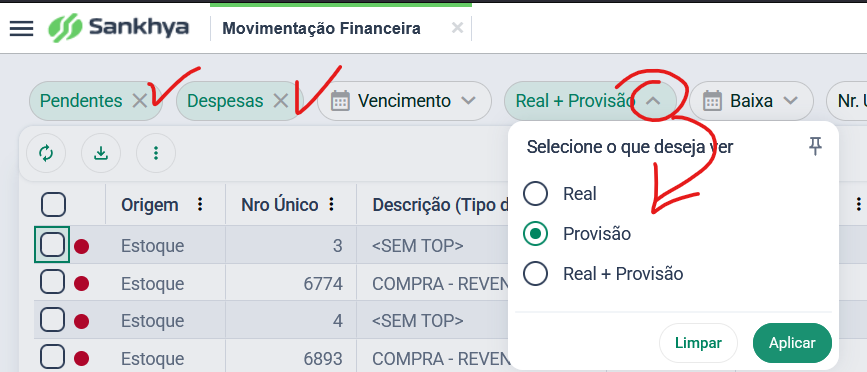 Sankhya
Movimentação Financeira
Pendentes Despesas Vencimento Real + Provisão Baixa Nr. Ú
Selecione o que deseja ver
Real
Provisão
Real + Provisão
Limpar Aplicar
Origem Nro Único Descrição (Tipo d
Estoque 3 <SEM TOP>
Estoque 6774 COMPRA - REVEN
Estoque 4 <SEM TOP>
Estoque 6893 COMPRA - REVEN